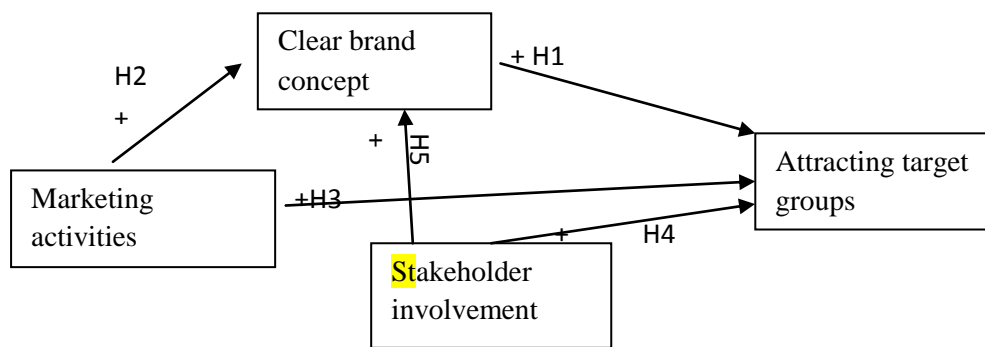 Clear brand
concept
+ H1
H2
+
+
H5
Attracting target
groups
Marketing
activities
+H3
+
H4
Stakeholder
involvement